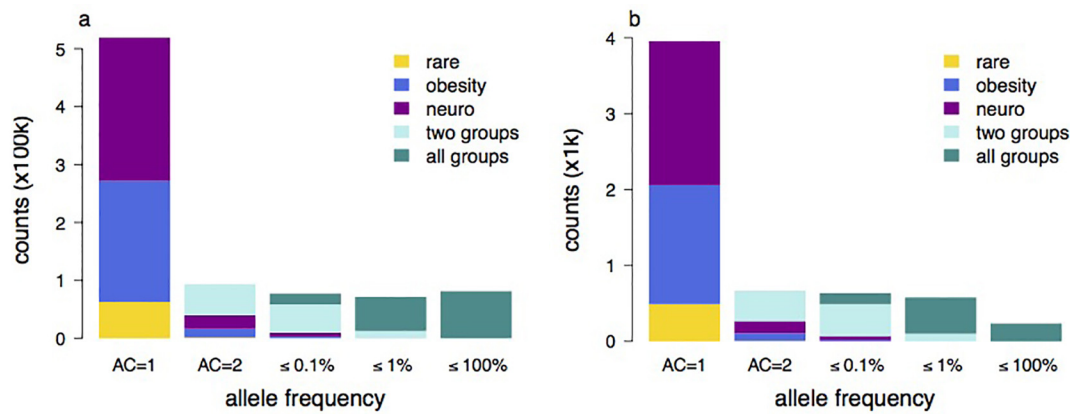 a
counts (x100k)
5
4
3
2
1
0
rare
obesity
neuro
two groups
all groups
AC=1 AC=2 ≤ 0.1% ≤ 1% ≤ 100%
allele frequency
b
counts (x1k)
4
3
2
1
0
rare
obesity
neuro
two groups
all groups
AC=1 AC=2 ≤ 0.1% ≤ 1% ≤ 100%
allele frequency